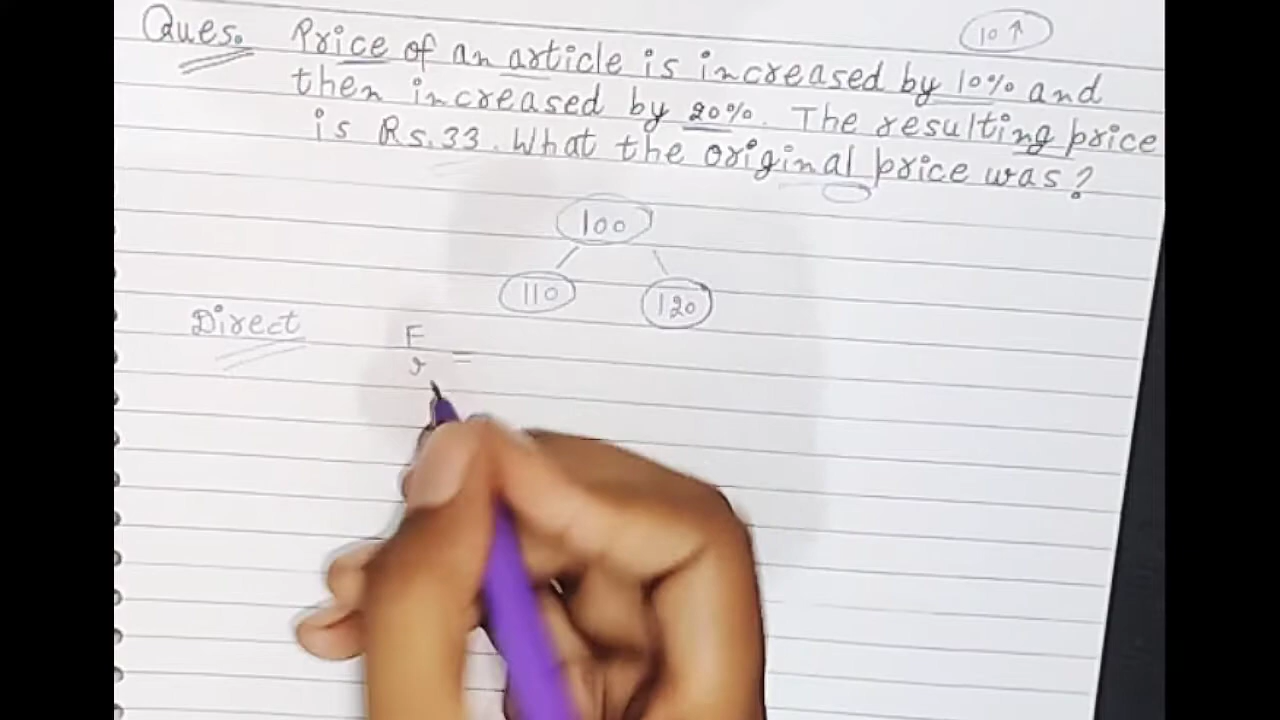 10 ↑
Ques. Price of an article is increased by 10% and
then increased by 20%. The resulting price
is Rs.33. What the original price was?
100
110 120
Direct F
=